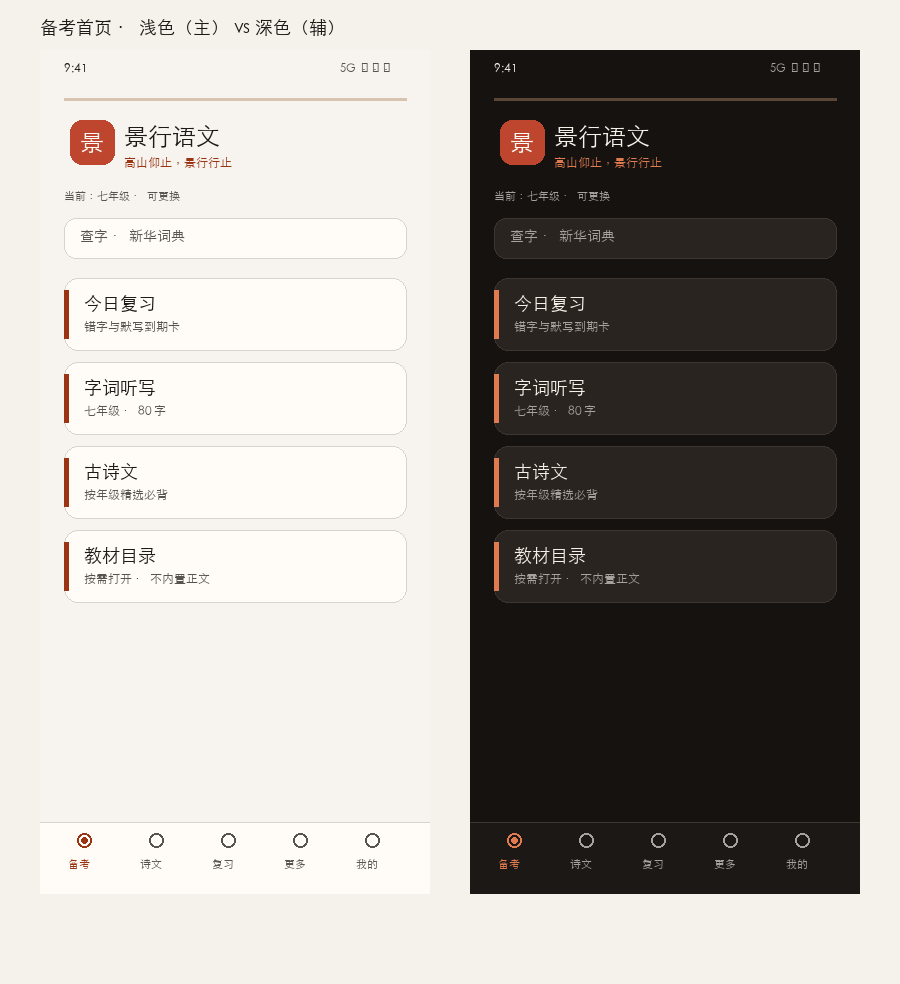 备考首页 · 浅色（主） vs 深色（辅）
9:41 5G
景
景行语文
高山仰止，景行行止
当前：七年级 · 可更换
查字 · 新华词典
今日复习
错字与默写到期卡
字词听写
七年级 · 80 字
古诗文
按年级精选必背
教材目录
按需打开 · 不内置正文
备考 诗文 复习 更多 我的
9:41 5G
景
景行语文
高山仰止，景行行止
当前：七年级 · 可更换
查字 · 新华词典
今日复习
错字与默写到期卡
字词听写
七年级 · 80 字
古诗文
按年级精选必背
教材目录
按需打开 · 不内置正文
备考 诗文 复习 更多 我的